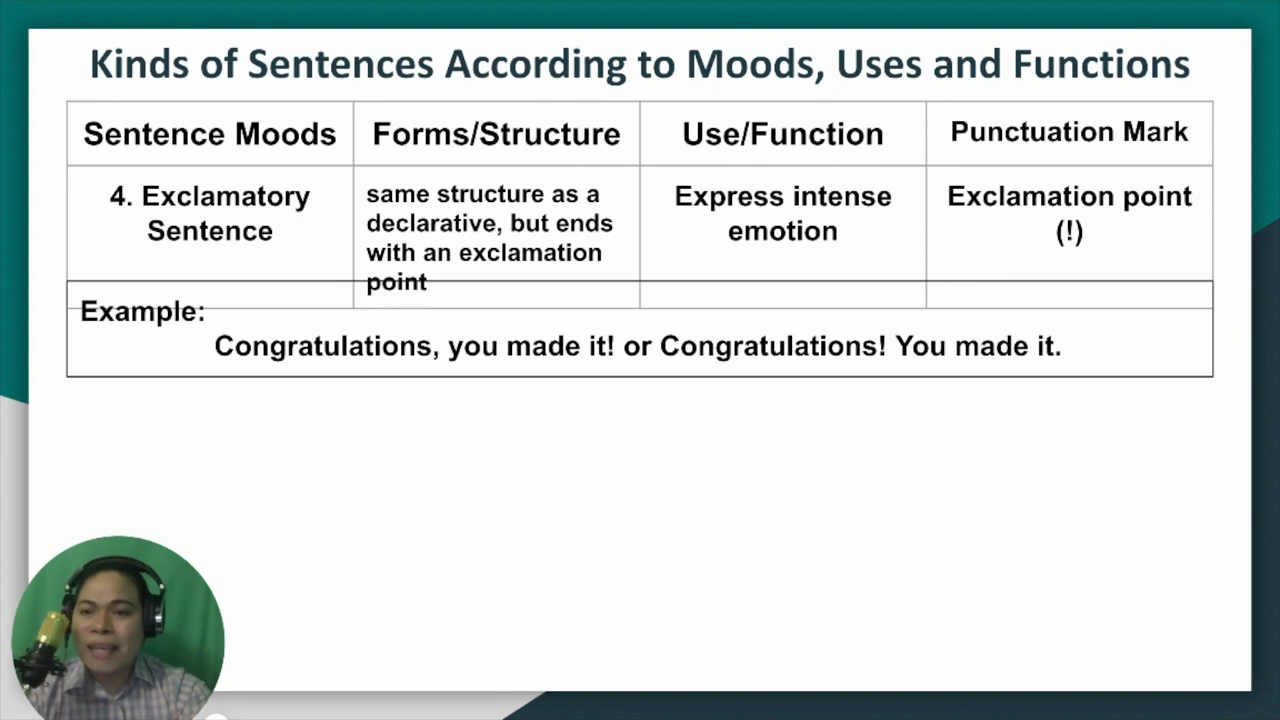 Kinds of Sentences According to Moods, Uses and Functions
Sentence Moods
Forms/Structure
Use/Function
Punctuation Mark
4. Exclamatory
Sentence
same structure as a
declarative, but ends
with an exclamation
point
Express intense
emotion
Exclamation point
(!)
Example:
Congratulations, you made it! or Congratulations! You made it.